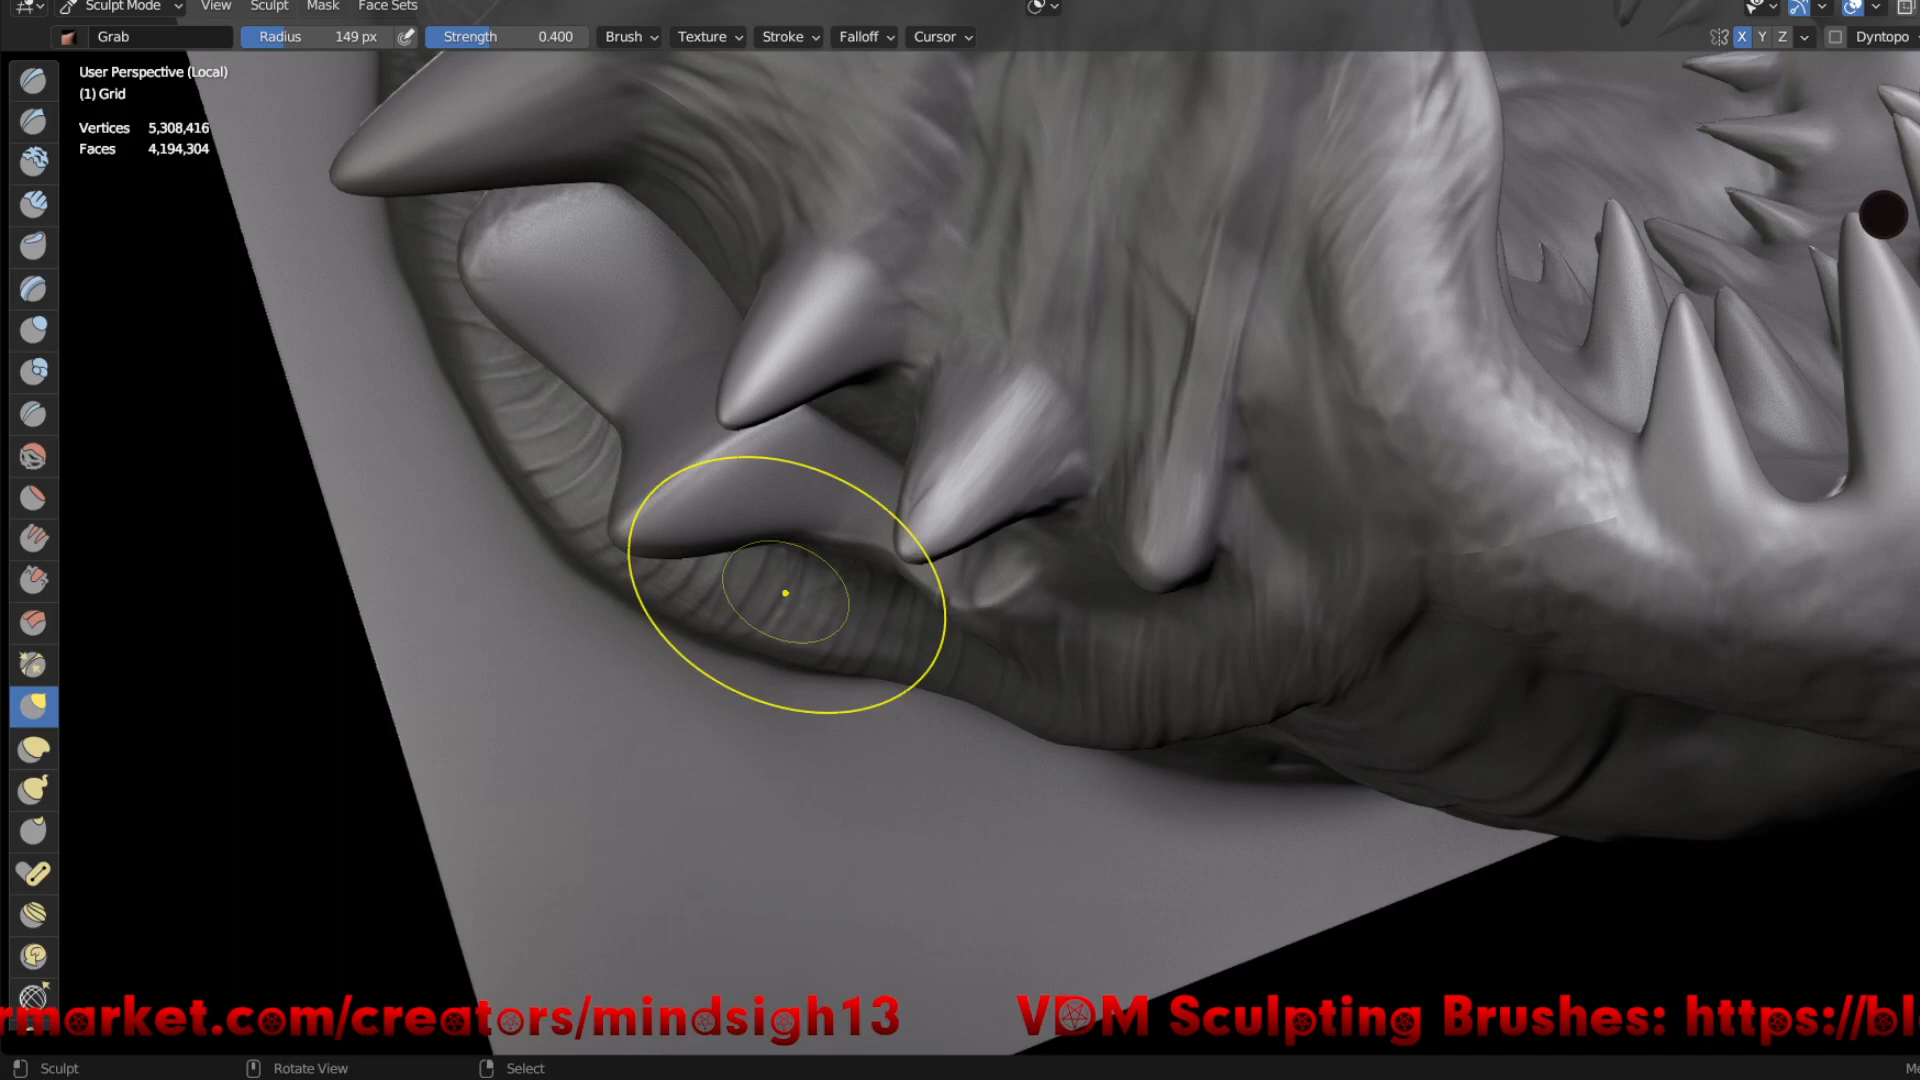 Sculpt Mode View Sculpt Mask Face Sets
Grab Radius 149 px Strength 0.400 Brush Texture Stroke Falloff Cursor X Y Z Dyntopo
User Perspective (Local)
(1) Grid
Vertices 5,308,416
Faces 4,194,304
rmarket.com/creators/mindsigh13 VDM Sculpting Brushes: https://bl
Sculpt Rotate View Select Me